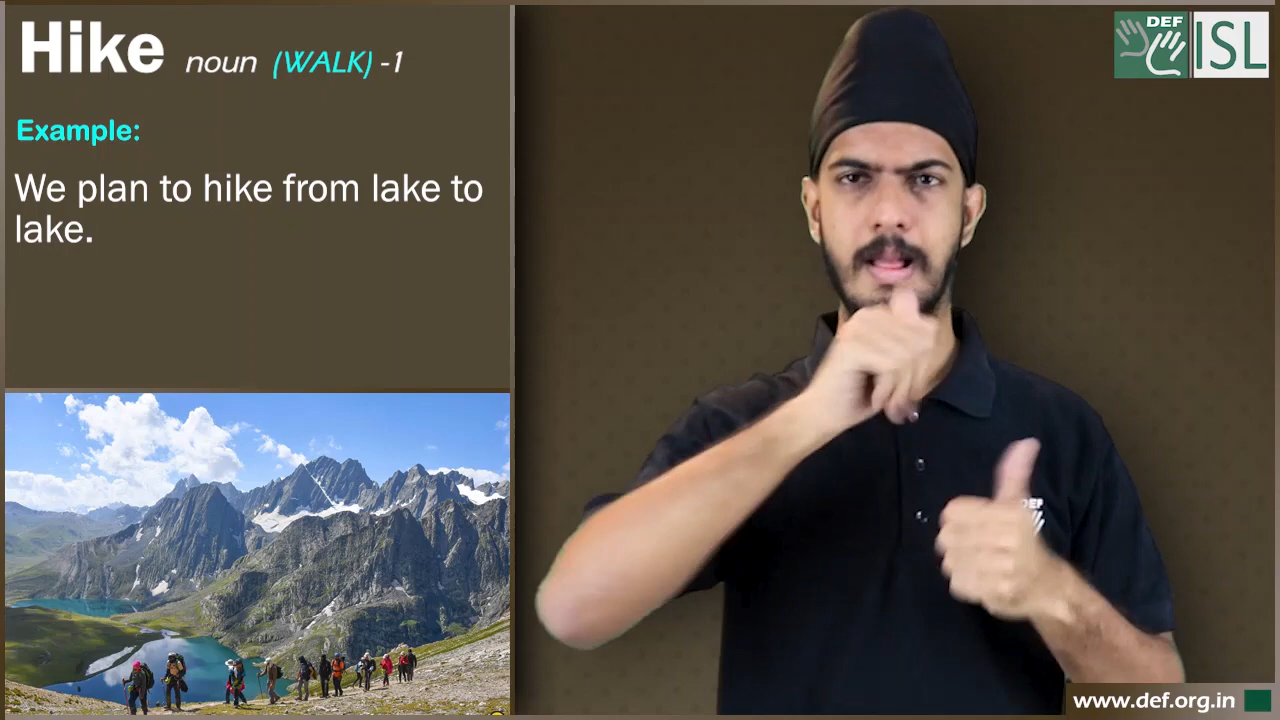 Hike noun (WALK) -1
Example:
We plan to hike from lake to
lake.
DEF
ISL
DEF
www.def.org.in